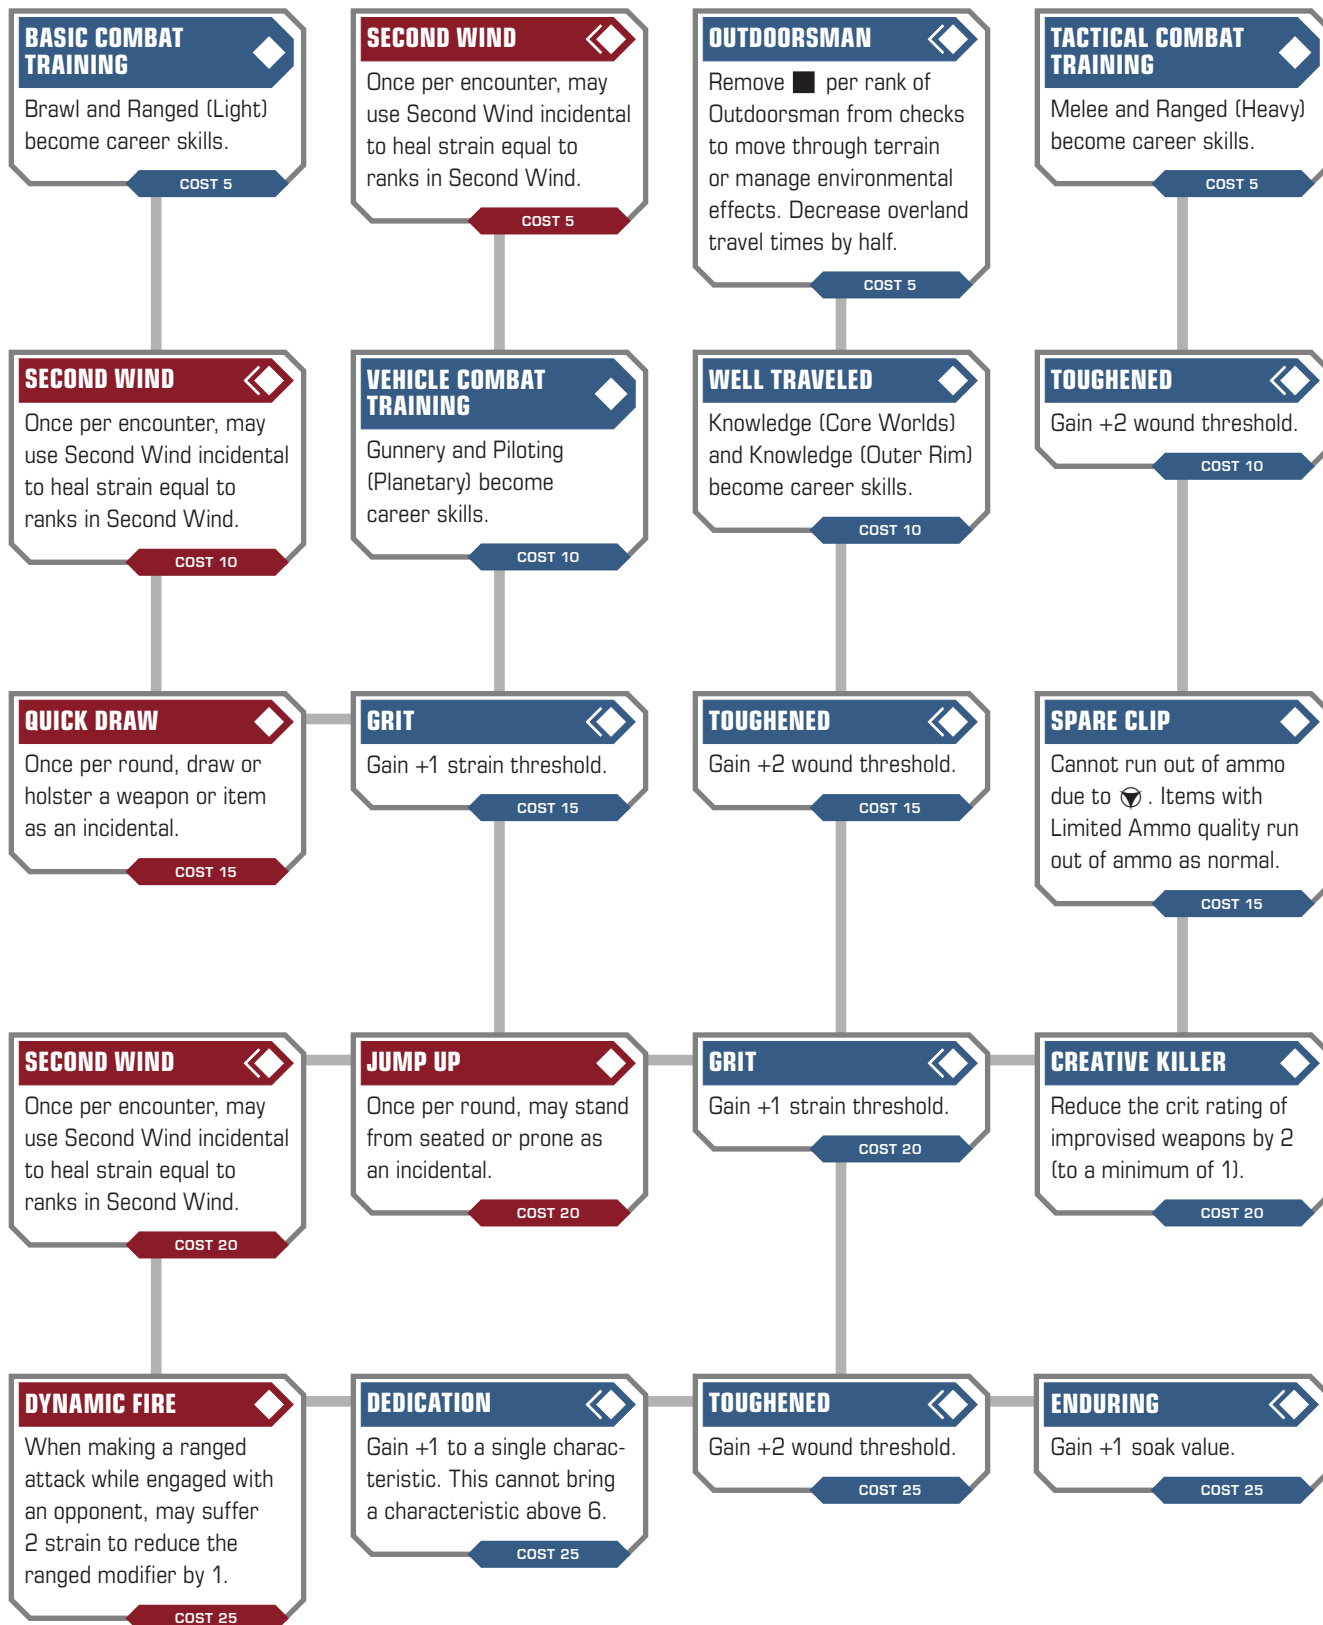 BASIC COMBAT
TRAINING
Brawl and Ranged (Light)
become career skills.
COST 5
SECOND WIND
Once per encounter, may
use Second Wind incidental
to heal strain equal to
ranks in Second Wind.
COST 5
OUTDOORSMAN
Remove ■ per rank of
Outdoorsman from checks
to move through terrain
or manage environmental
effects. Decrease overland
travel times by half.
COST 5
TACTICAL COMBAT
TRAINING
Melee and Ranged (Heavy)
become career skills.
COST 5
SECOND WIND
Once per encounter, may
use Second Wind incidental
to heal strain equal to
ranks in Second Wind.
COST 10
VEHICLE COMBAT
TRAINING
Gunnery and Piloting
(Planetary) become
career skills.
COST 10
WELL TRAVELED
Knowledge (Core Worlds)
and Knowledge (Outer Rim)
become career skills.
COST 10
TOUGHENED
Gain +2 wound threshold.
COST 10
QUICK DRAW
Once per round, draw or
holster a weapon or item
as an incidental.
COST 15
GRIT
Gain +1 strain threshold.
COST 15
TOUGHENED
Gain +2 wound threshold.
COST 15
SPARE CLIP
Cannot run out of ammo
due to . Items with
Limited Ammo quality run
out of ammo as normal.
COST 15
SECOND WIND
Once per encounter, may
use Second Wind incidental
to heal strain equal to
ranks in Second Wind.
COST 20
JUMP UP
Once per round, may stand
from seated or prone as
an incidental.
COST 20
GRIT
Gain +1 strain threshold.
COST 20
CREATIVE KILLER
Reduce the crit rating of
improvised weapons by 2
(to a minimum of 1).
COST 20
DYNAMIC FIRE
When making a ranged
attack while engaged with
an opponent, may suffer
2 strain to reduce the
ranged modifier by 1.
COST 25
DEDICATION
Gain +1 to a single charac-
teristic. This cannot bring
a characteristic above 6.
COST 25
TOUGHENED
Gain +2 wound threshold.
COST 25
ENDURING
Gain +1 soak value.
COST 25